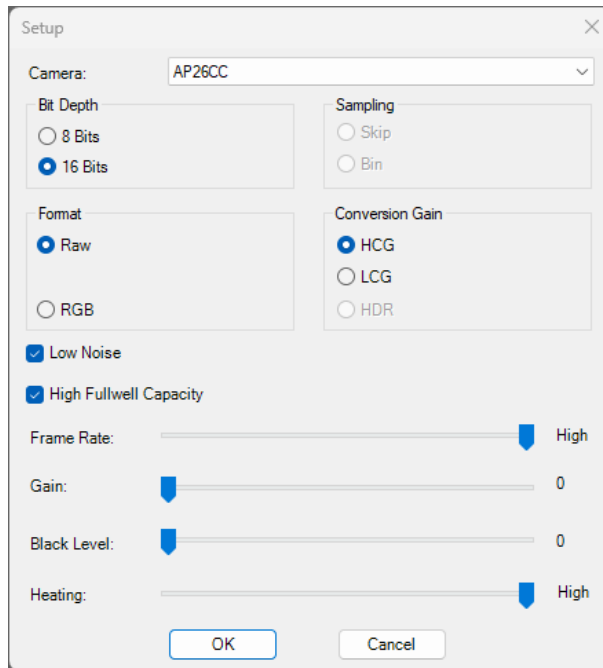 Setup
Camera: AP26CC
Bit Depth
8 Bits
16 Bits
Sampling
Skip
Bin
Format
Raw
RGB
Conversion Gain
HCG
LCG
HDR
Low Noise
High Fullwell Capacity
Frame Rate: High
Gain: 0
Black Level: 0
Heating: High
OK Cancel